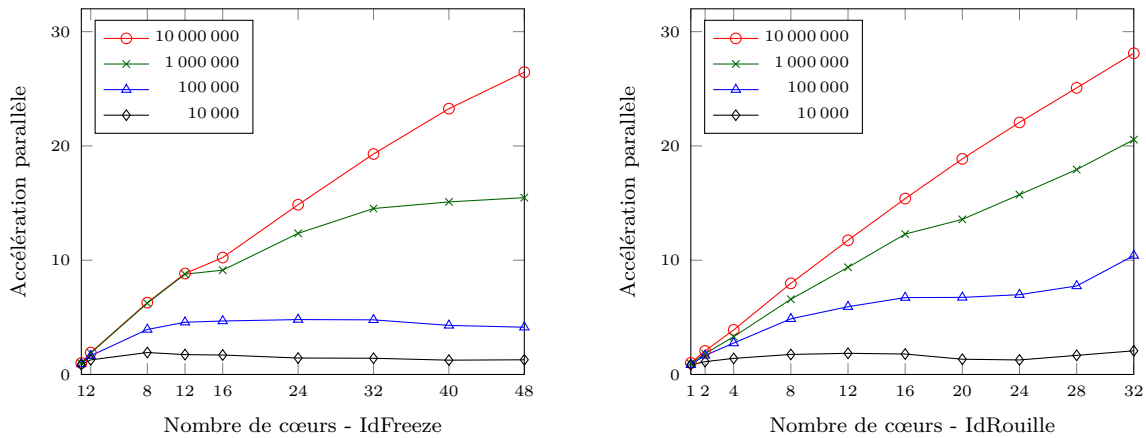 30
20
10
0
Accélération parallèle
10 000 000
1 000 000
100 000
10 000
1 2 8 12 16 24 32 40 48
Nombre de cœurs - IdFreeze
30
20
10
0
Accélération parallèle
10 000 000
1 000 000
100 000
10 000
1 2 4 8 12 16 20 24 28 32
Nombre de cœurs - IdRouille